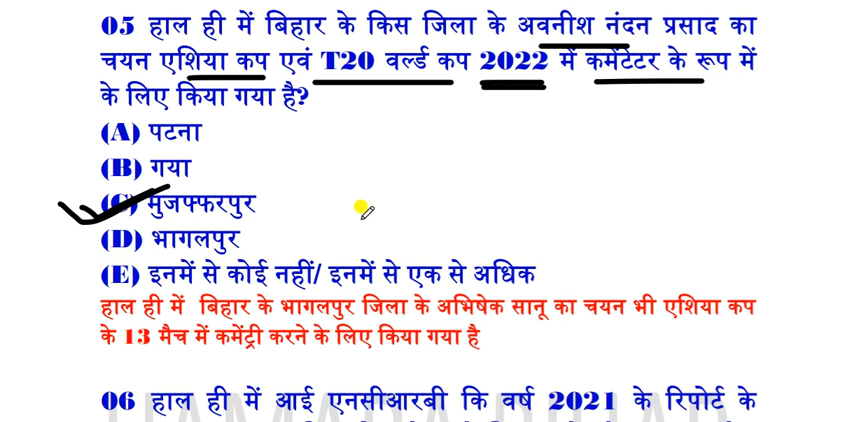 05 हाल ही में बिहार के किस जिला के अवनीश नंदन प्रसाद का
चयन एशिया कप एवं T20 वर्ल्ड कप 2022 में कमेंटेटर के रूप में
के लिए किया गया है?
(A) पटना
(B) गया
(C) मुजफ्फरपुर
(D) भागलपुर
(E) इनमें से कोई नहीं/ इनमें से एक से अधिक
हाल ही में बिहार के भागलपुर जिला के अभिषेक सानू का चयन भी एशिया कप
के 13 मैच में कमेंट्री करने के लिए किया गया है
06 हाल ही में आई एनसीआरबी कि वर्ष 2021 के रिपोर्ट के